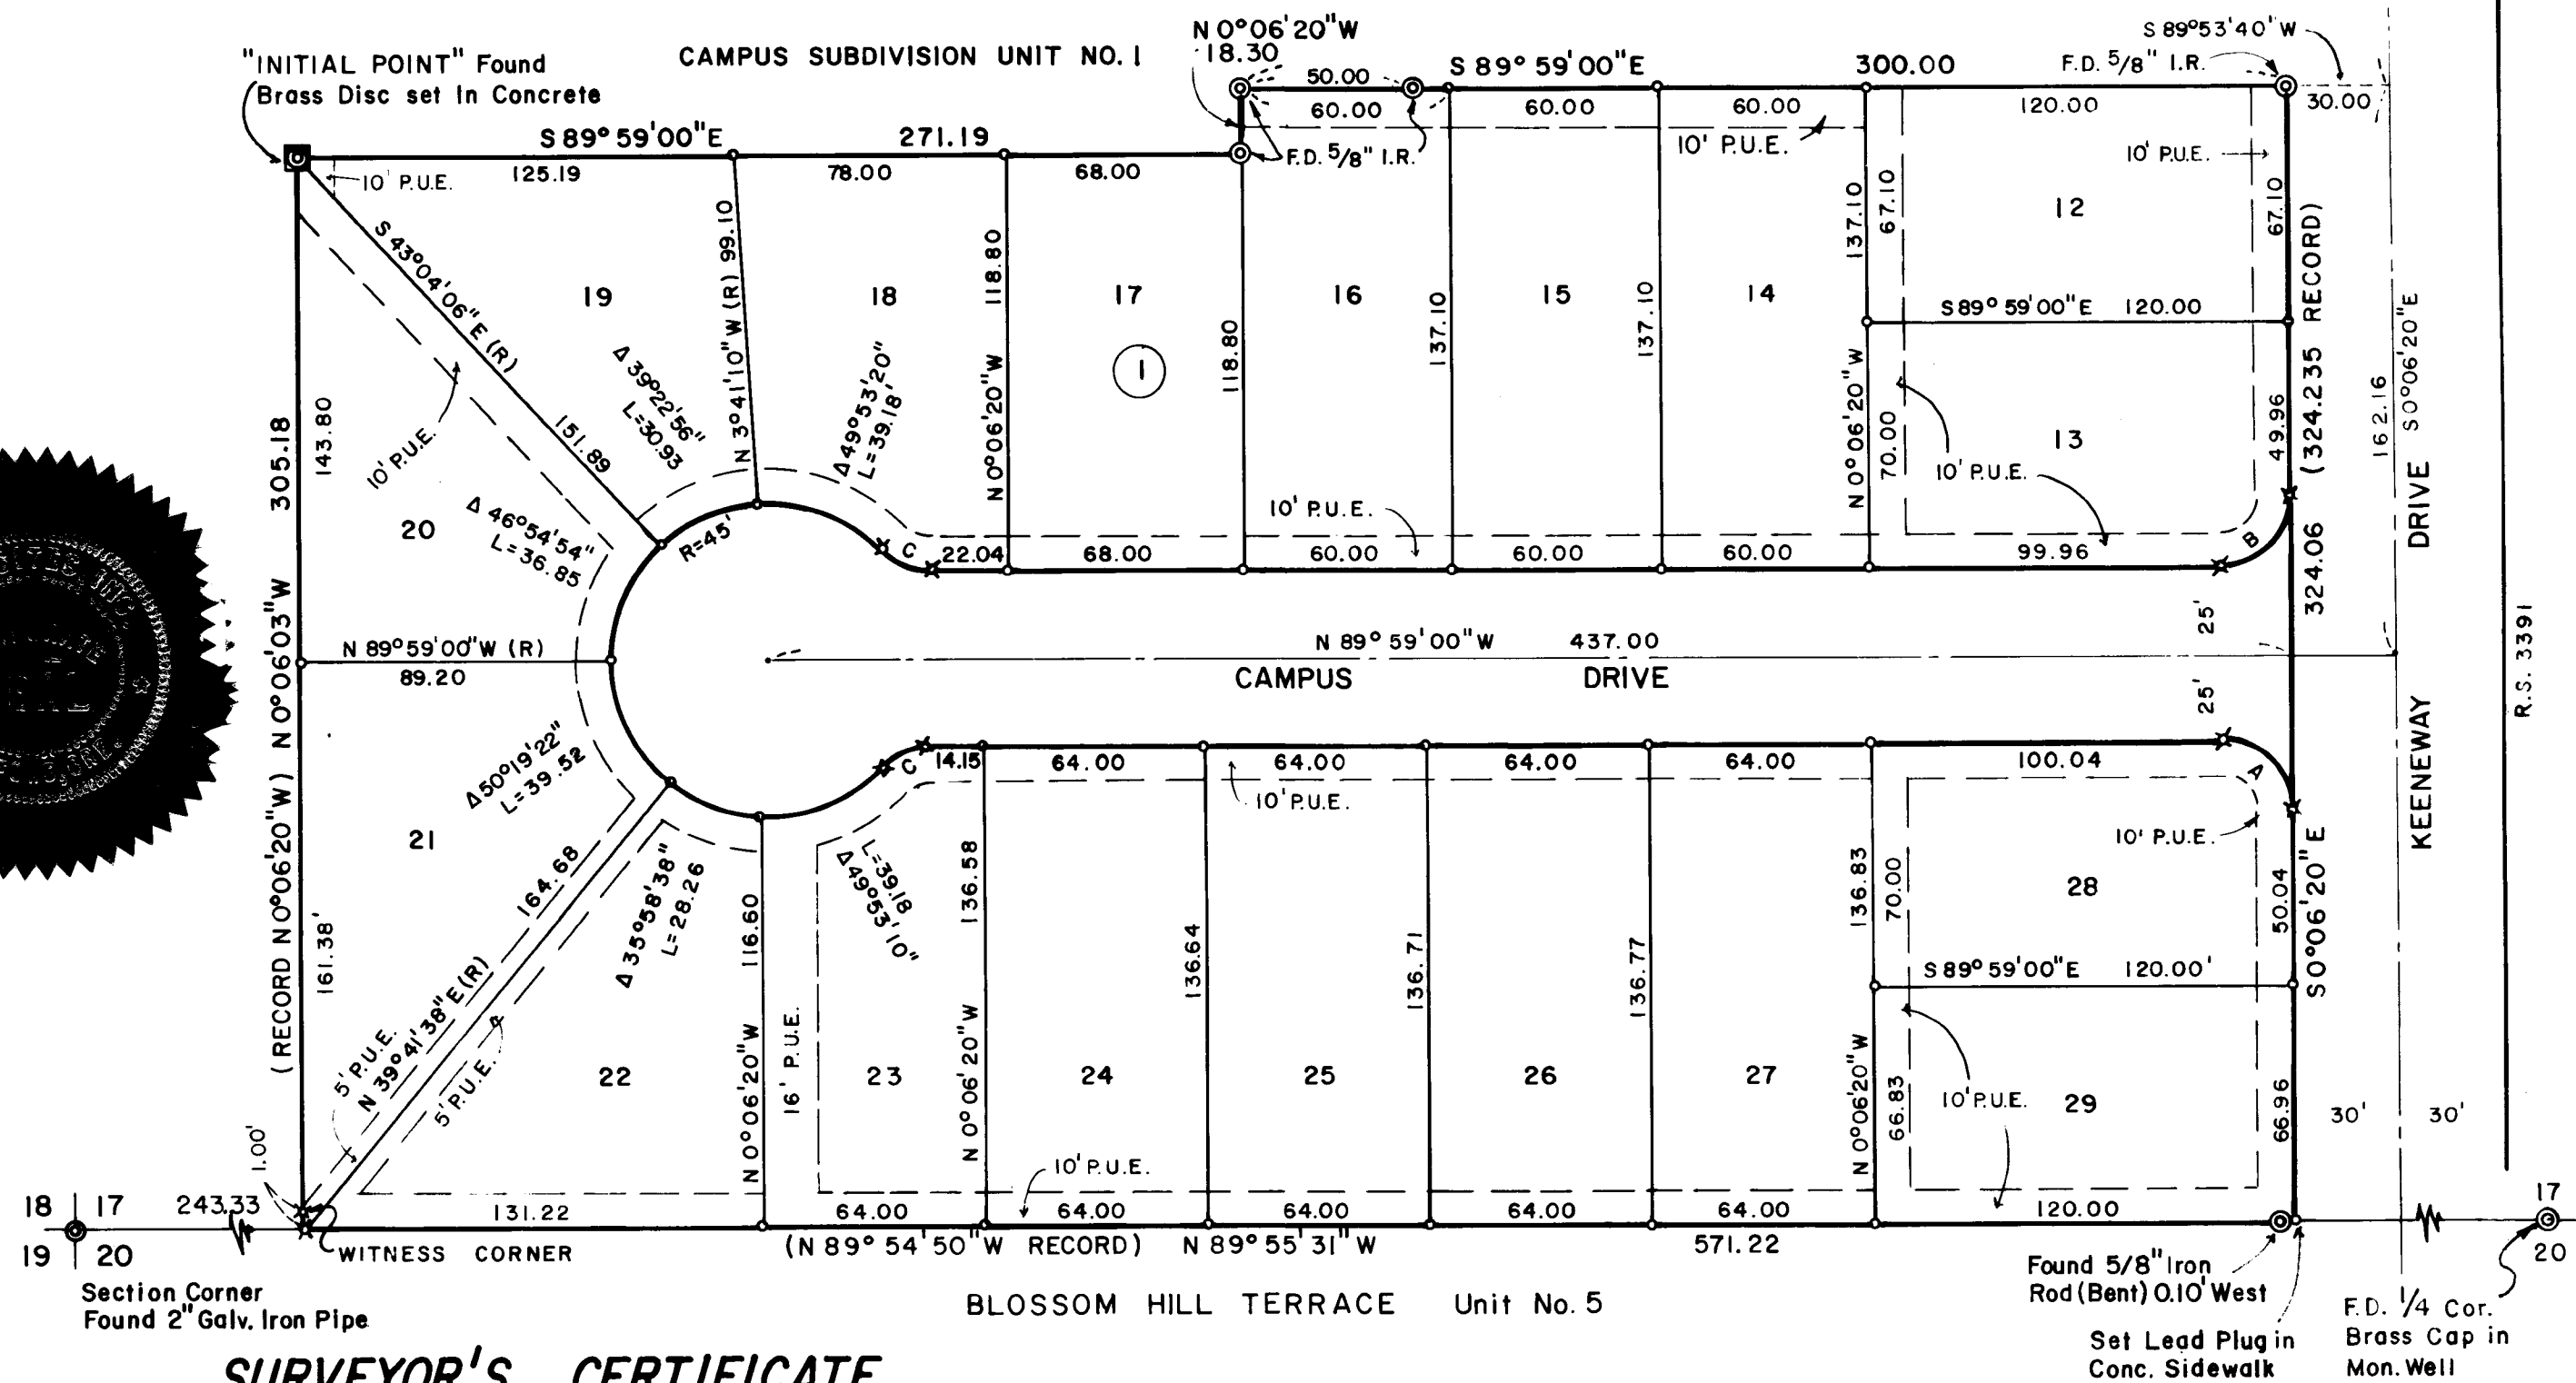 "INITIAL POINT" Found
Brass Disc set In Concrete
CAMPUS SUBDIVISION UNIT NO. 1
N 0°06'20"W
18.30
50.00
S 89°59'00"E
300.00
S 89°53'40"W
F.D. 5/8" I.R.
30.00
60.00
60.00
60.00
120.00
S 89°59'00"E
271.19
F.D. 5/8" I.R.
10' P.U.E.
10' P.U.E.
10' P.U.E.
125.19
78.00
68.00
S 43°04'06"E (R)
151.89
10' P.U.E.
19
Δ 39°22'56"
L=30.93
N 3°41'10"W (R) 99.10
18
Δ 49°53'20"
L=39.18'
118.80
N 0°06'20"W
17
1
118.80
16
137.10
15
137.10
14
137.10
N 0°06'20"W
67.10
70.00
12
67.10
S 89°59'00"E 120.00
13
10' P.U.E.
49.96
(324.235 RECORD)
324.06
162.16
S 0°06'20"E
305.18
143.80
20
Δ 46°54'54"
L=36.85
R=45'
C
22.04
68.00
60.00
10' P.U.E.
60.00
60.00
99.96
B
25'
25'
N 89°59'00"W (R)
89.20
N 89°59'00"W 437.00
CAMPUS DRIVE
KEENEWAY DRIVE
R.S. 3391
(RECORD N 0°06'20"W) N 0°06'03"W
Δ 50°19'22"
L=39.52
21
161.38'
164.68
N 39°41'38"E (R)
5' P.U.E.
5' P.U.E.
Δ 35°58'38"
L=28.26
22
116.60
N 0°06'20"W
16' P.U.E.
L=39.18
Δ 49°53'10"
23
C
14.15
64.00
64.00
64.00
64.00
100.04
A
10' P.U.E.
10' P.U.E.
136.58
N 0°06'20"W
24
136.64
25
136.71
26
136.77
27
136.83
N 0°06'20"W
70.00
28
50.04
S 0°06'20"E
S 89°59'00"E 120.00'
66.83
10' P.U.E.
29
66.96
30'
30'
1.00'
10' P.U.E.
18 17
19 20
243.33
131.22
64.00
64.00
64.00
64.00
64.00
120.00
17
20
WITNESS CORNER
(N 89°54'50"W RECORD) N 89°55'31"W
571.22
Section Corner
Found 2" Galv. Iron Pipe
BLOSSOM HILL TERRACE Unit No. 5
Found 5/8" Iron
Rod (Bent) 0.10' West
Set Lead Plug in
Conc. Sidewalk
F.D. 1/4 Cor.
Brass Cap in
Mon. Well
SURVEYOR'S CERTIFICATE